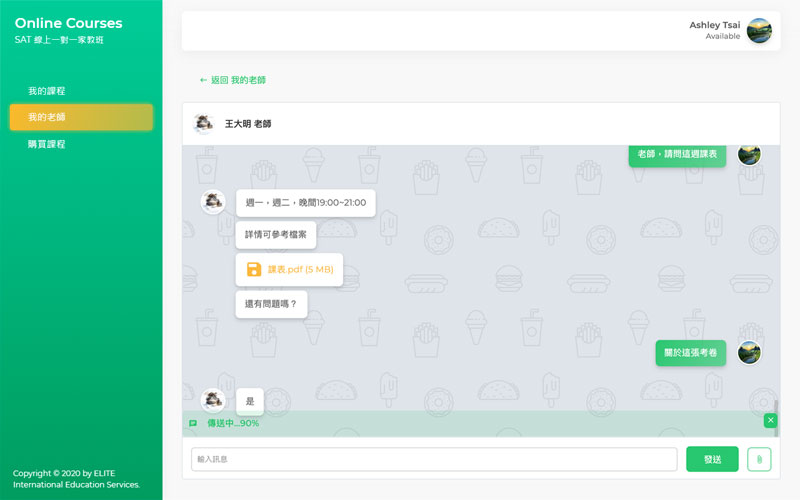 Online Courses
SAT 線上一對一家教班
我的課程
我的老師
購買課程
Copyright © 2020 by ELITE
International Education Services.
Ashley Tsai
Available
← 返回 我的老師
王大明 老師
老師，請問這週課表
週一，週二，晚間19:00~21:00
詳情可參考檔案
課表.pdf (5 MB)
還有問題嗎？
關於這張考卷
是
傳送中...90%
輸入訊息
發送